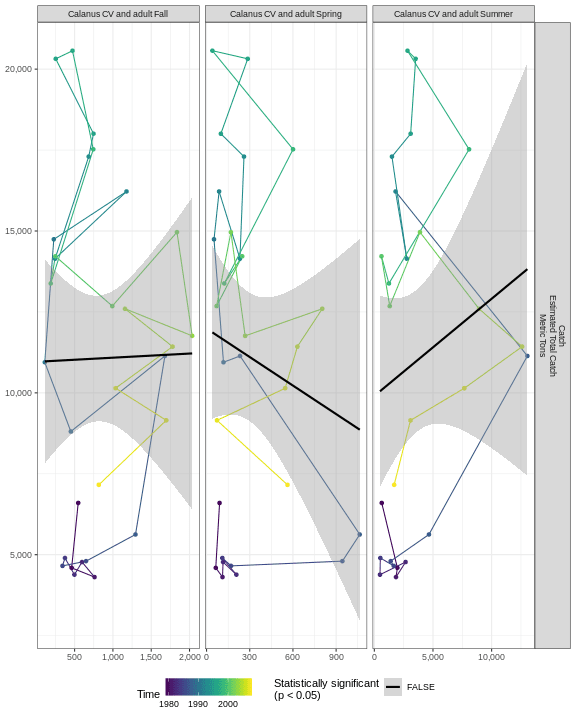 Calanus CV and adult Fall
Calanus CV and adult Spring
Calanus CV and adult Summer
20,000
15,000
10,000
5,000
Catch
Estimated Total Catch
Metric Tons
500
1,000
1,500
2,000
0
300
600
900
0
5,000
10,000
Time
1980
1990
2000
Statistically significant
(p < 0.05)
FALSE